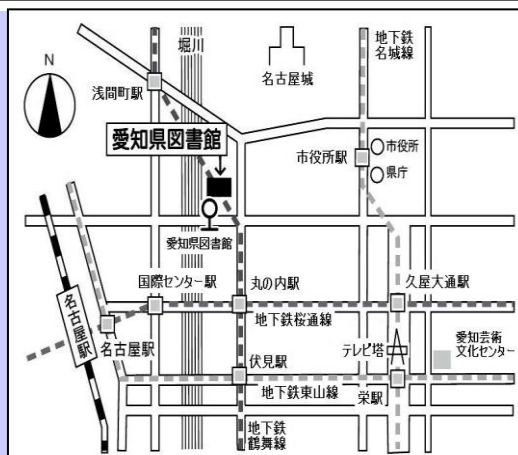 N
堀川
地下鉄
名城線
名古屋城
浅間町駅
愛知県図書館
市役所駅
市役所
県庁
愛知県図書館
国際センター駅
丸の内駅
久屋大通駅
名古屋駅
名古屋駅
地下鉄桜通線
テレビ塔
愛知芸術
文化センター
伏見駅
地下鉄東山線
栄駅
地下鉄
鶴舞線